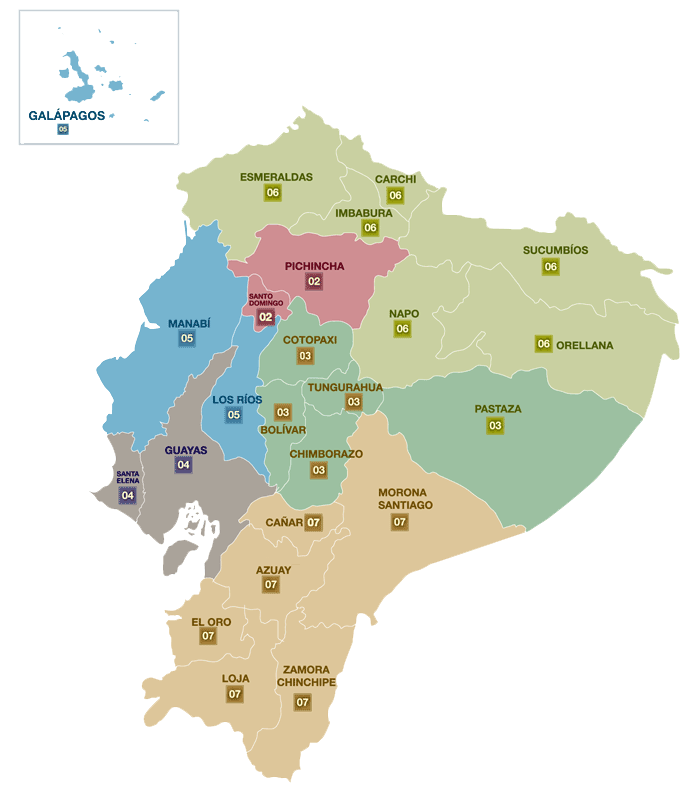 GALÁPAGOS
05
ESMERALDAS
06
CARCHI
06
IMBABURA
06
SUCUMBÍOS
06
PICHINCHA
02
SANTO
DOMINGO
02
NAPO
06
MANABÍ
05
COTOPAXI
03
06 ORELLANA
TUNGURAHUA
03
LOS RÍOS
05
03
BOLÍVAR
PASTAZA
03
GUAYAS
04
CHIMBORAZO
03
SANTA
ELENA
04
MORONA
SANTIAGO
07
CAÑAR 07
AZUAY
07
EL ORO
07
LOJA
07
ZAMORA
CHINCHIPE
07